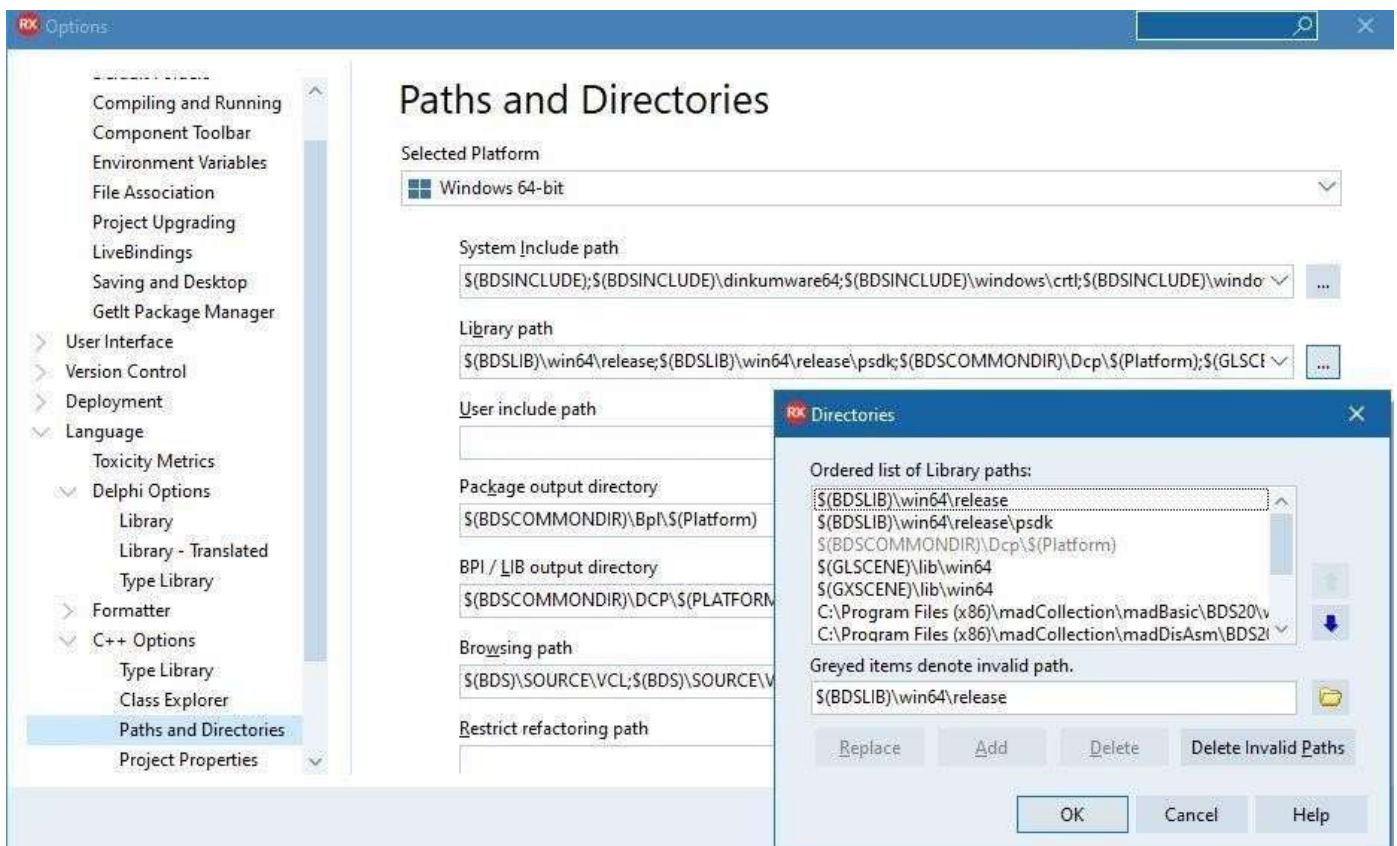 RX Options
Compiling and Running
Component Toolbar
Environment Variables
File Association
Project Upgrading
LiveBindings
Saving and Desktop
GetIt Package Manager
User Interface
Version Control
Deployment
Language
Toxicity Metrics
Delphi Options
Library
Library - Translated
Type Library
Formatter
C++ Options
Type Library
Class Explorer
Paths and Directories
Project Properties
Paths and Directories
Selected Platform
Windows 64-bit
System Include path
$(BDSINCLUDE);$(BDSINCLUDE)\dinkumware64;$(BDSINCLUDE)\windows\crtl;$(BDSINCLUDE)\windo
...
Library path
$(BDSLIB)\win64\release;$(BDSLIB)\win64\release\psdk;$(BDSCOMMONDIR)\Dcp\$(Platform);$(GLSCE
...
User include path
Package output directory
$(BDSCOMMONDIR)\Bpl\$(Platform)
BPI / LIB output directory
$(BDSCOMMONDIR)\DCP\$(PLATFORM
Browsing path
$(BDS)\SOURCE\VCL;$(BDS)\SOURCE\V
Restrict refactoring path
RX Directories
Ordered list of Library paths:
$(BDSLIB)\win64\release
$(BDSLIB)\win64\release\psdk
$(BDSCOMMONDIR)\Dcp\$(Platform)
$(GLSCENE)\lib\win64
$(GXSCENE)\lib\win64
C:\Program Files (x86)\madCollection\madBasic\BDS20\v
C:\Program Files (x86)\madCollection\madDisAsm\BDS20
Greyed items denote invalid path.
$(BDSLIB)\win64\release
Replace
Add
Delete
Delete Invalid Paths
OK
Cancel
Help